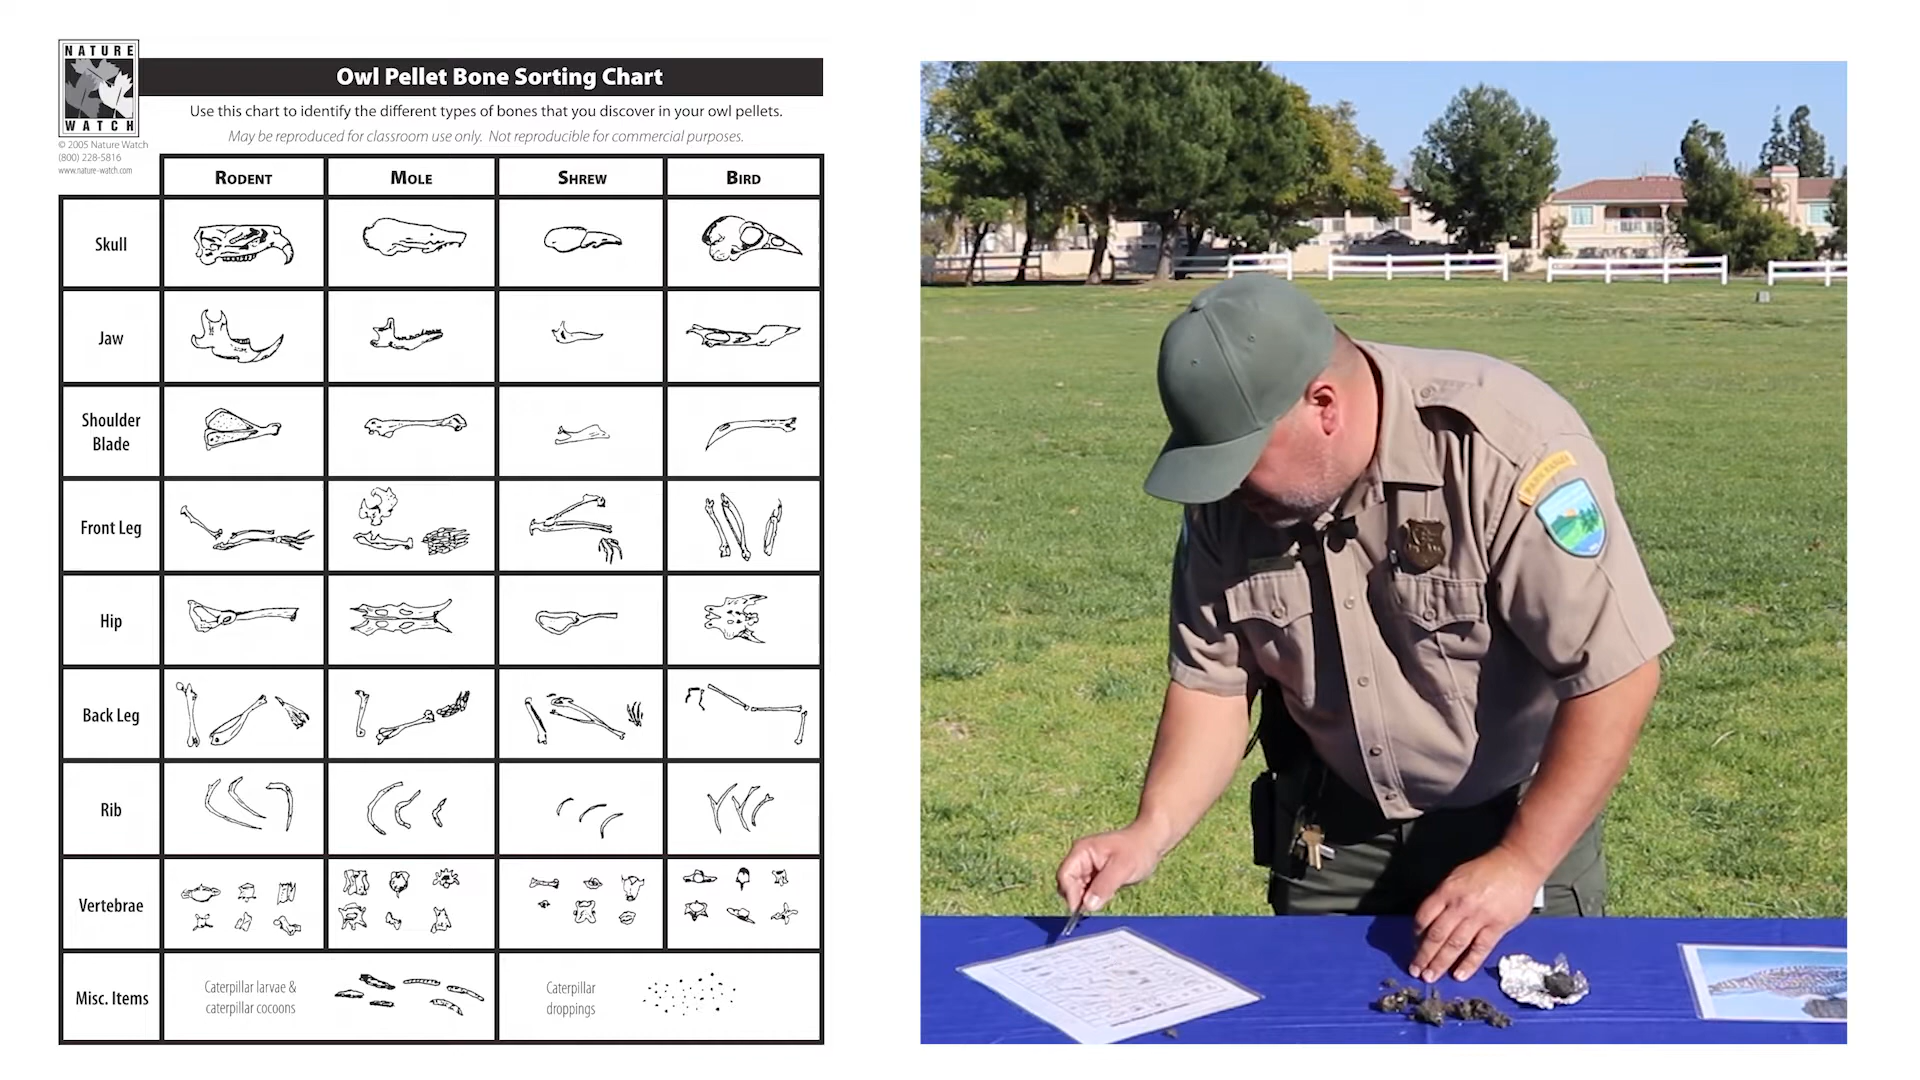 NATURE
WATCH
Owl Pellet Bone Sorting Chart
Use this chart to identify the different types of bones that you discover in your owl pellets.
May be reproduced for classroom use only. Not reproducible for commercial purposes.
© 2005 Nature Watch
(800) 228-5816
www.nature-watch.com
RODENT MOLE SHREW BIRD
Skull
Jaw
Shoulder
Blade
Front Leg
Hip
Back Leg
Rib
Vertebrae
Misc. Items
Caterpillar larvae &
caterpillar cocoons
Caterpillar
droppings
PARK RANGER